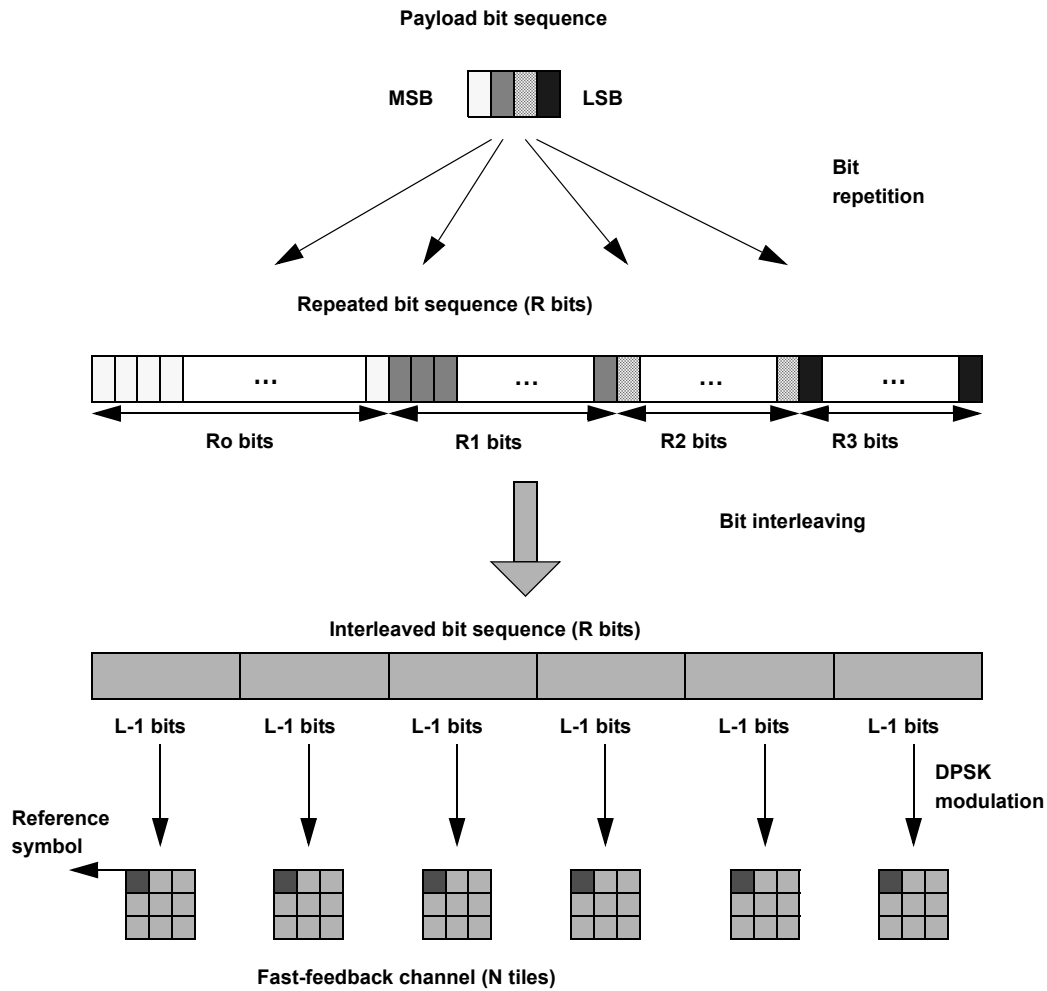 Payload bit sequence
MSB
LSB
Bit
repetition
Repeated bit sequence (R bits)
...
...
...
...
Ro bits
R1 bits
R2 bits
R3 bits
Bit interleaving
Interleaved bit sequence (R bits)
L-1 bits
L-1 bits
L-1 bits
L-1 bits
L-1 bits
L-1 bits
DPSK
modulation
Reference
symbol
Fast-feedback channel (N tiles)